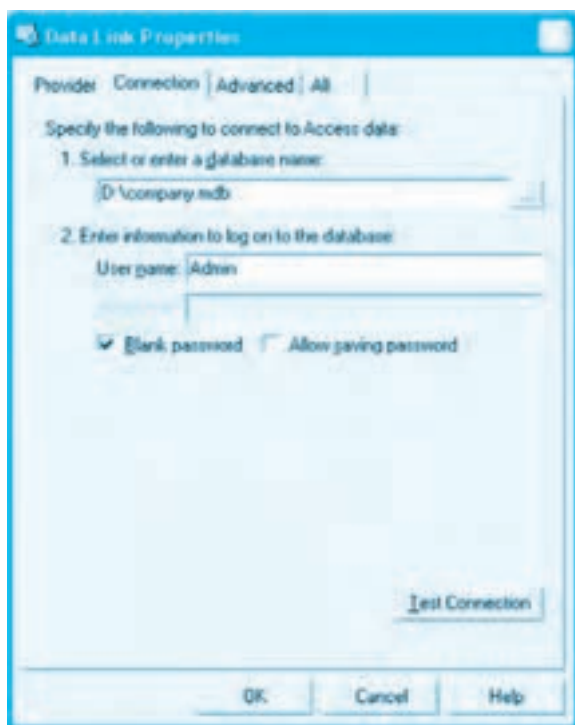 Data Link Properties
Provider Connection Advanced All
Specify the following to connect to Access data:
1. Select or enter a database name:
D:\company.mdb ...
2. Enter information to log on to the database:
User name: Admin
Blank password Allow saving password
Test Connection
OK Cancel Help